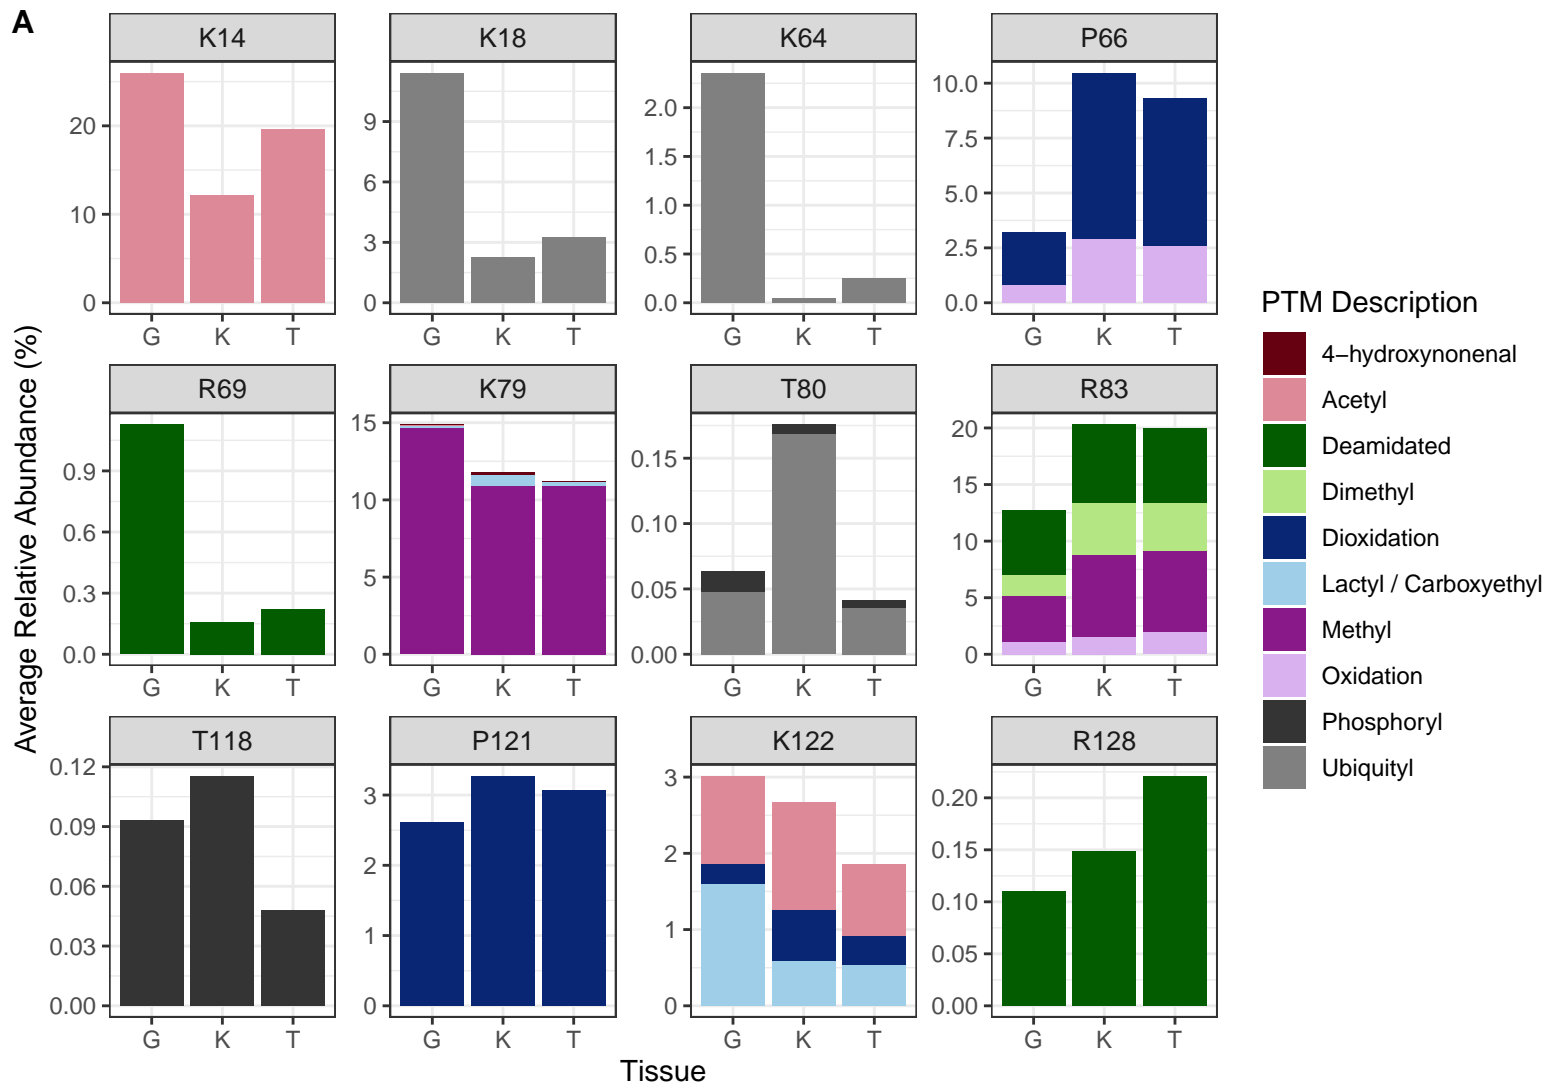 A
K14
K18
K64
P66
20
10
0
9
6
3
0
2.0
1.5
1.0
0.5
0.0
10.0
7.5
5.0
2.5
0.0
G K T
G K T
G K T
G K T
R69
K79
T80
R83
0.9
0.6
0.3
0.0
15
10
5
0
0.15
0.10
0.05
0.00
20
15
10
5
0
G K T
G K T
G K T
G K T
T118
P121
K122
R128
0.12
0.09
0.06
0.03
0.00
3
2
1
0
3
2
1
0
0.20
0.15
0.10
0.05
0.00
G K T
G K T
G K T
G K T
Average Relative Abundance (%)
Tissue
PTM Description
4−hydroxynonenal
Acetyl
Deamidated
Dimethyl
Dioxidation
Lactyl / Carboxyethyl
Methyl
Oxidation
Phosphoryl
Ubiquityl